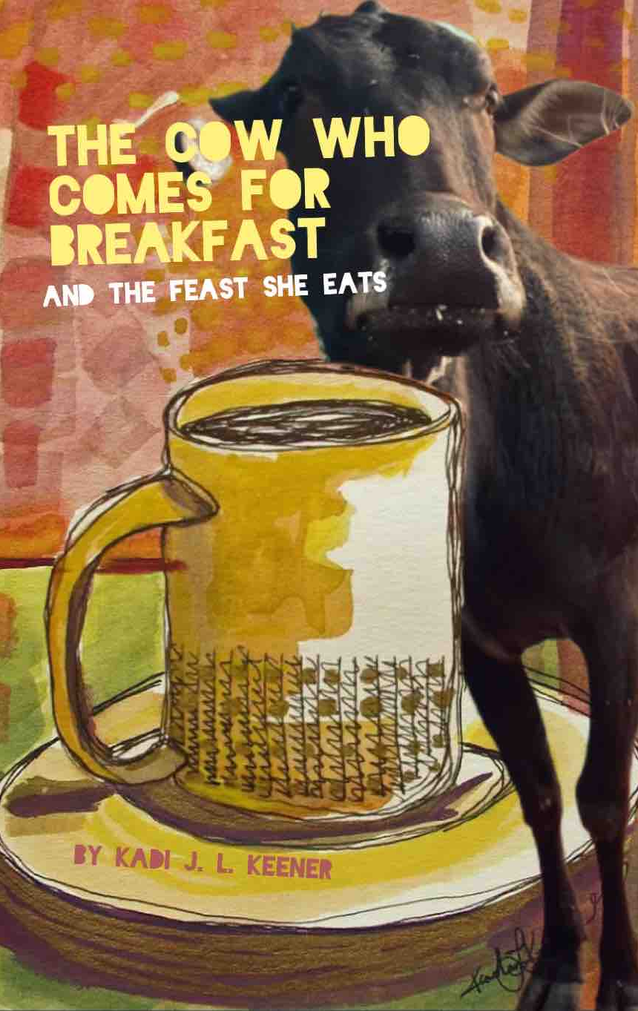 THE COW WHO
COMES FOR
BREAKFAST
AND THE FEAST SHE EATS
BY KADI J. L. KEENER